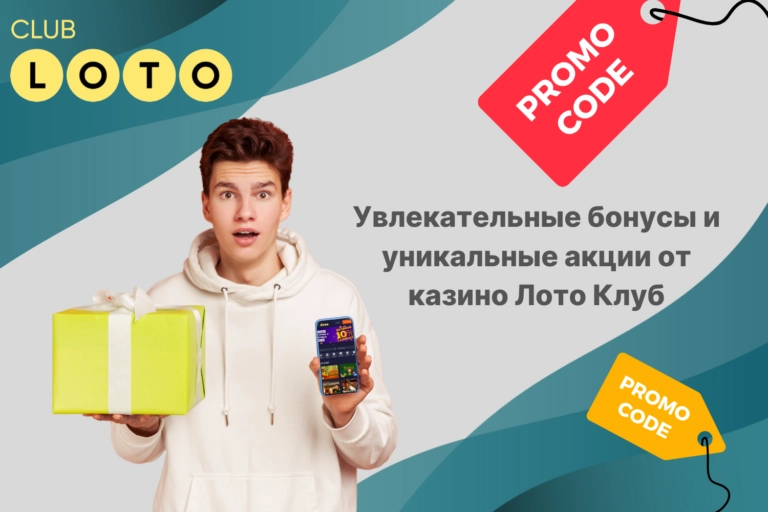 CLUB
LOTO
PROMO
CODE
Увлекательные бонусы и
уникальные акции от
казино Лото Клуб
PROMO
CODE